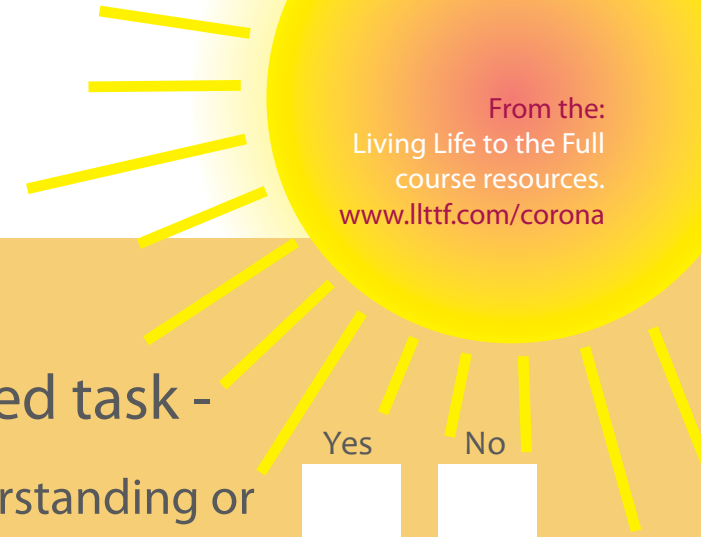 From the:
Living Life to the Full
course resources.
www.llttf.com/corona
ed task -
Yes No
rstanding or